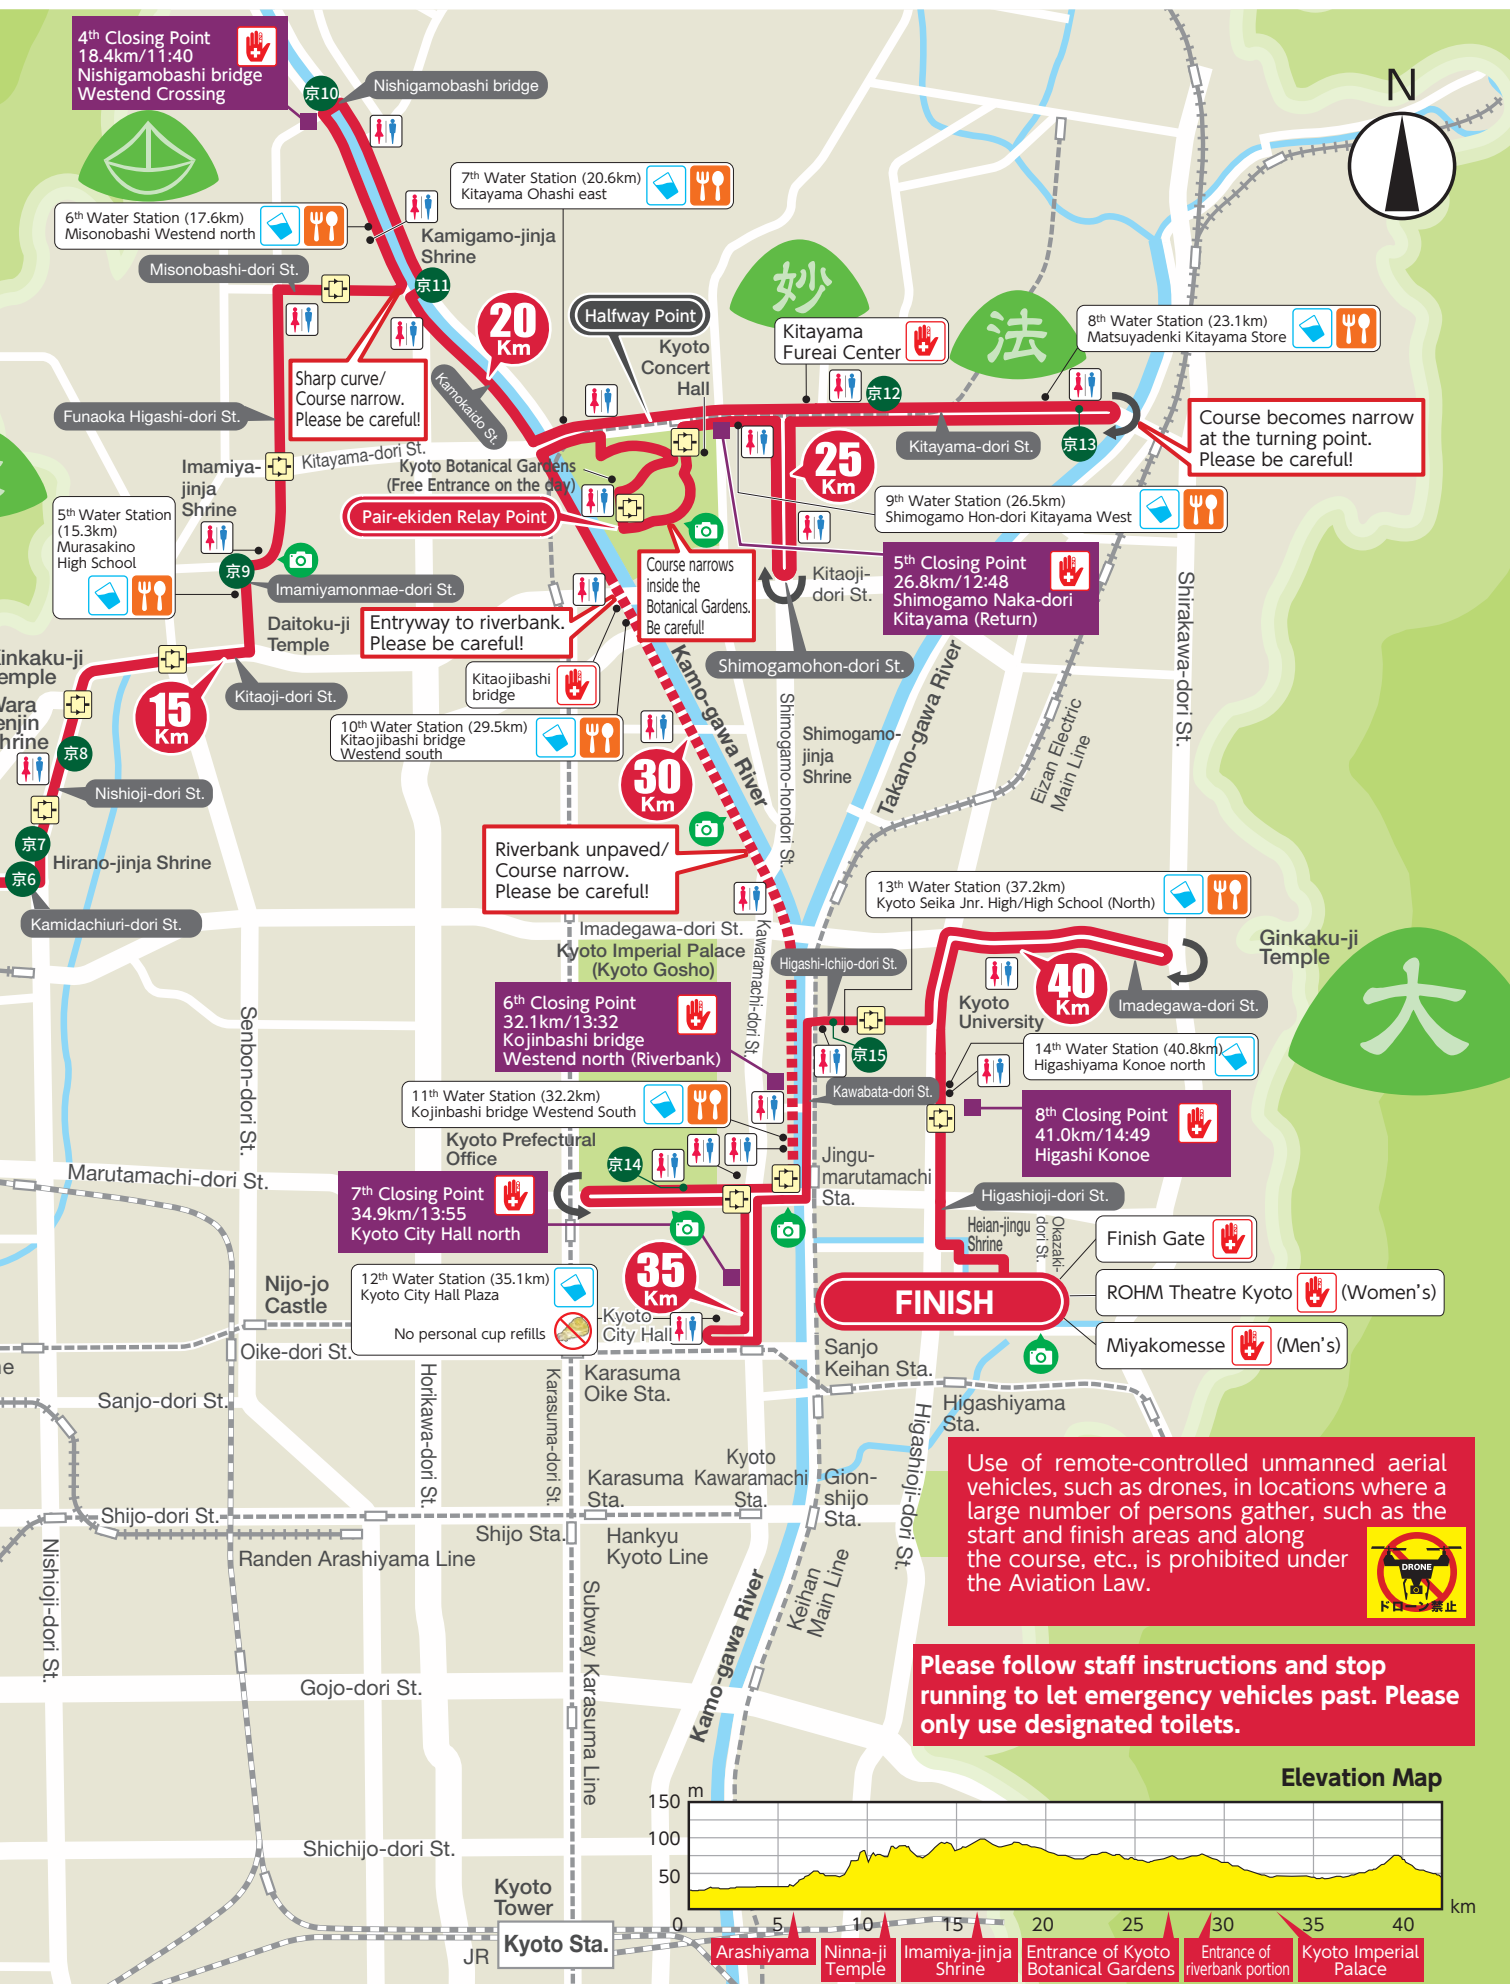 4th Closing Point
18.4km/11:40
Nishigamobashi bridge
Westend Crossing
京10
Nishigamobashi bridge
N
7th Water Station (20.6km)
Kitayama Ohashi east
6th Water Station (17.6km)
Misonobashi Westend north
Kamigamo-jinja
Shrine
Misonobashi-dori St.
京11
20
Km
Halfway Point
妙
法
Kitayama
Fureai Center
8th Water Station (23.1km)
Matsuyadenki Kitayama Store
Kyoto
Concert
Hall
Sharp curve/
Course narrow.
Please be careful!
Kamokaido St.
京12
Funaoka Higashi-dori St.
Kitayama-dori St.
京13
Course becomes narrow
at the turning point.
Please be careful!
Kitayama-dori St.
Imamiya-
jinja
Shrine
Kyoto Botanical Gardens
(Free Entrance on the day)
25
Km
Pair-ekiden Relay Point
9th Water Station (26.5km)
Shimogamo Hon-dori Kitayama West
5th Water Station
(15.3km)
Murasakino
High School
京9
Imamiyamonmae-dori St.
Course narrows
inside the
Botanical Gardens.
Be careful!
5th Closing Point
26.8km/12:48
Shimogamo Naka-dori
Kitayama (Return)
Kitaoji-
dori St.
Shirakawa-dori St.
Daitoku-ji
Temple
Entryway to riverbank.
Please be careful!
Kitaojibashi
bridge
Shimogamohon-dori St.
Kamo-gawa River
Takano-gawa River
inkaku-ji
emple
15
Km
Kitaoji-dori St.
10th Water Station (29.5km)
Kitaojibashi bridge
Westend south
Shimogamo-hondori St.
Shimogamo-
jinja
Shrine
Eizan Electric
Main Line
enjin
hrine
京8
30
Km
Nishioji-dori St.
京7
Hirano-jinja Shrine
京6
Riverbank unpaved/
Course narrow.
Please be careful!
13th Water Station (37.2km)
Kyoto Seika Jnr. High/High School (North)
Kamidachiuri-dori St.
Imadegawa-dori St.
Kyoto Imperial Palace
(Kyoto Gosho)
Kawaramachi-dori St.
Higashi-Ichijo-dori St.
Ginkaku-ji
Temple
大
40
Km
Imadegawa-dori St.
Kyoto
University
6th Closing Point
32.1km/13:32
Kojinbashi bridge
Westend north (Riverbank)
Senbon-dori St.
京15
14th Water Station (40.8km)
Higashiyama Konoe north
Kawabata-dori St.
11th Water Station (32.2km)
Kojinbashi bridge Westend South
8th Closing Point
41.0km/14:49
Higashi Konoe
Kyoto Prefectural
Office
京14
Jingu-
marutamachi
Sta.
Marutamachi-dori St.
7th Closing Point
34.9km/13:55
Kyoto City Hall north
Higashioji-dori St.
Heian-jingu
Shrine
Okazaki-
dori St.
Finish Gate
35
Km
12th Water Station (35.1km)
Kyoto City Hall Plaza
No personal cup refills
Nijo-jo
Castle
Kyoto
City Hall
FINISH
ROHM Theatre Kyoto
(Women's)
Miyakomesse
(Men's)
Oike-dori St.
Sanjo
Keihan Sta.
Karasuma
Oike Sta.
Horikawa-dori St.
Karasuma-dori St.
Sanjo-dori St.
Higashiyama
Sta.
Higashioji-dori St.
Kyoto
Kawaramachi
Sta.
Karasuma
Sta.
Gion-
shijo
Sta.
Shijo-dori St.
Shijo Sta.
Hankyu
Kyoto Line
Randen Arashiyama Line
Nishioji-dori St.
Subway Karasuma Line
Keihan
Main Line
Kamo-gawa River
Use of remote-controlled unmanned aerial
vehicles, such as drones, in locations where a
large number of persons gather, such as the
start and finish areas and along
the course, etc., is prohibited under
the Aviation Law.
DRONE
ドローン禁止
Gojo-dori St.
Please follow staff instructions and stop
running to let emergency vehicles past. Please
only use designated toilets.
Shichijo-dori St.
Kyoto
Tower
JR
Kyoto Sta.
Elevation Map
150 m
100
50
0 5 10 15 20 25 30 35 40 km
Arashiyama
Ninna-ji
Temple
Imamiya-jinja
Shrine
Entrance of Kyoto
Botanical Gardens
Entrance of
riverbank portion
Kyoto Imperial
Palace